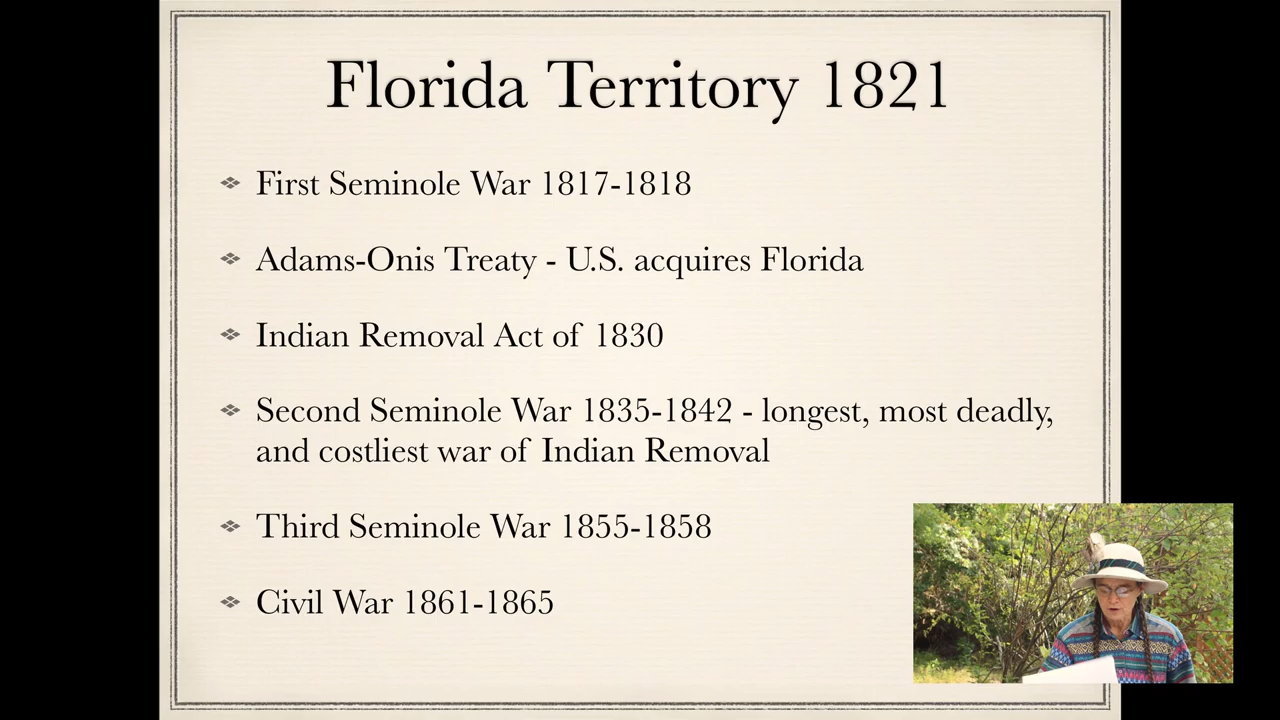 Florida Territory 1821
First Seminole War 1817-1818
Adams-Onis Treaty - U.S. acquires Florida
Indian Removal Act of 1830
Second Seminole War 1835-1842 - longest, most deadly,
and costliest war of Indian Removal
Third Seminole War 1855-1858
Civil War 1861-1865